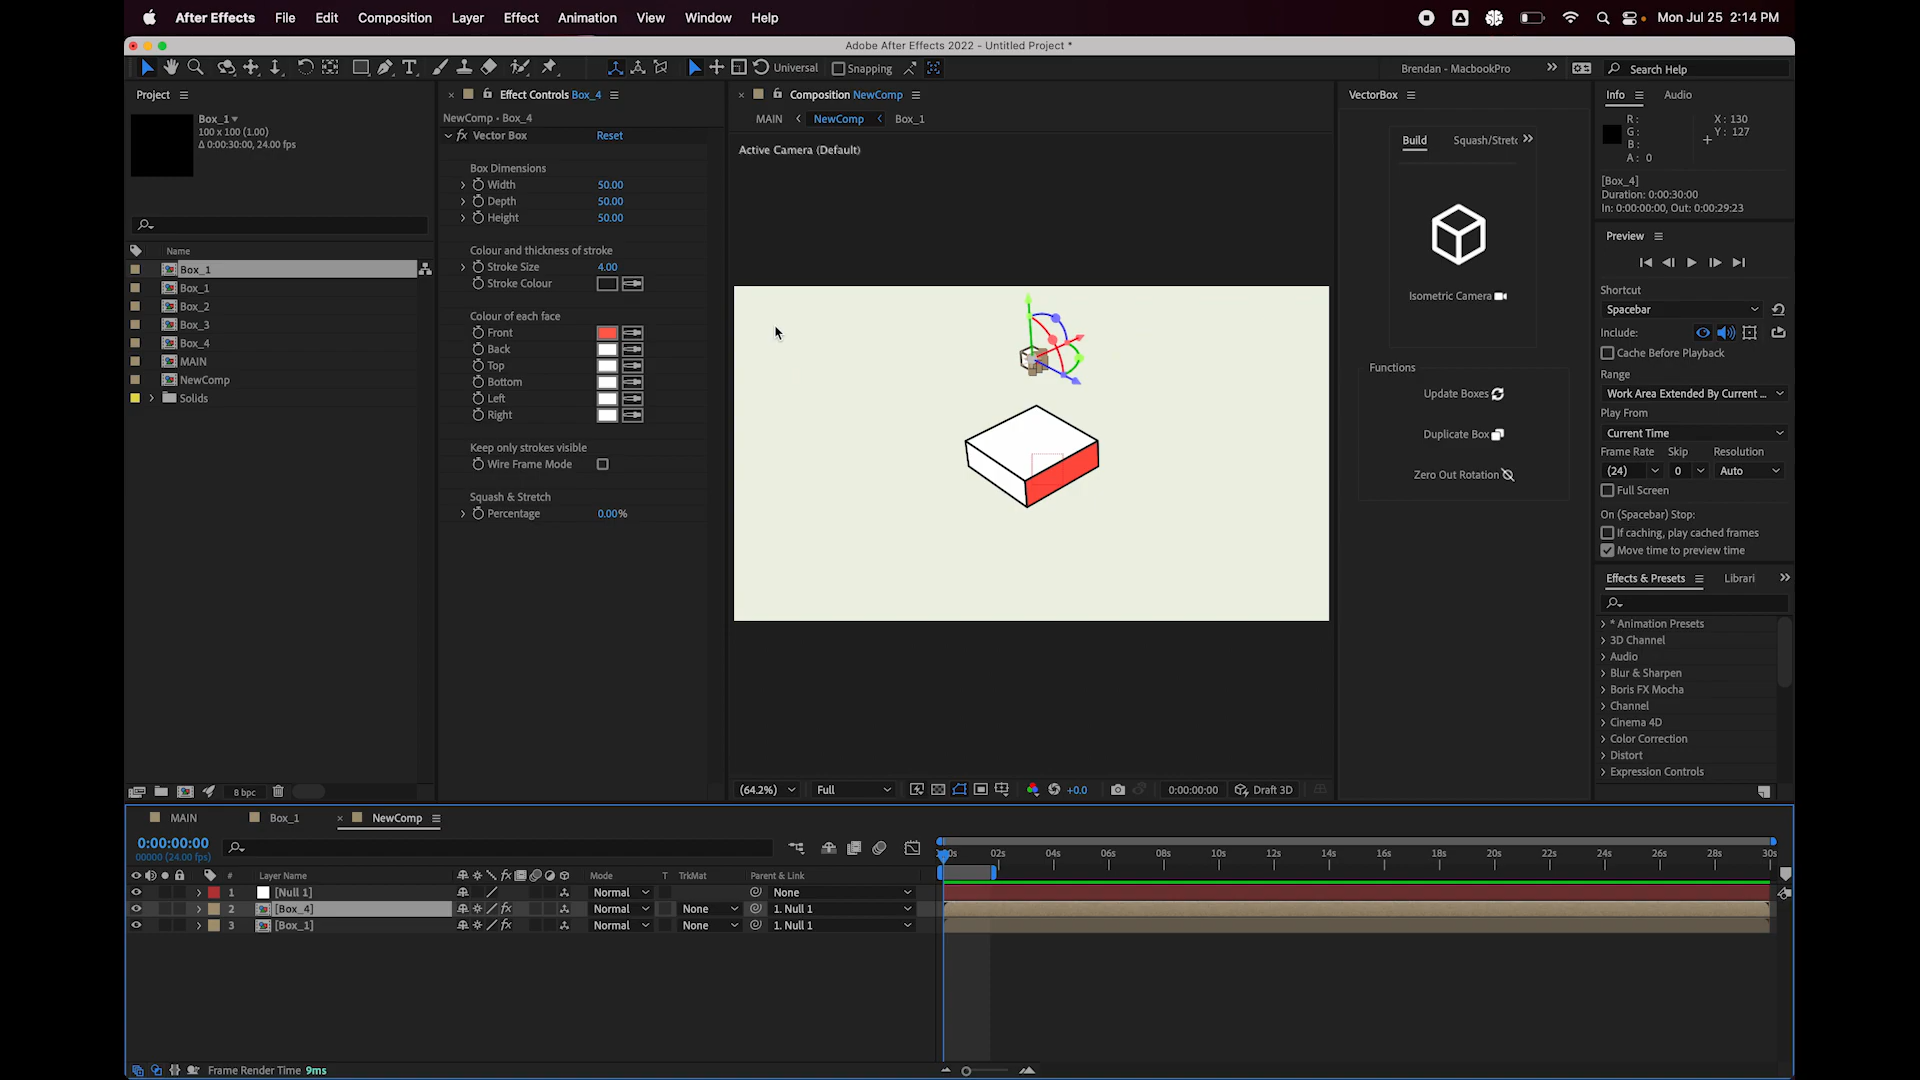 After Effects File Edit Composition Layer Effect Animation View Window Help
Mon Jul 25 2:14 PM
Adobe After Effects 2022 - Untitled Project *
Universal
Snapping
Brendan - MacbookPro
Search Help
Project
Box_1
100 x 100 (1.00)
Δ 0:00:30:00, 24.00 fps
Name
Box_1
Box_1
Box_2
Box_3
Box_4
MAIN
NewComp
Solids
8 bpc
Effect Controls Box_4
NewComp • Box_4
fx Vector Box Reset
Box Dimensions
Width 50.00
Depth 50.00
Height 50.00
Colour and thickness of stroke
Stroke Size 4.00
Stroke Colour
Colour of each face
Front
Back
Top
Bottom
Left
Right
Keep only strokes visible
Wire Frame Mode
Squash & Stretch
Percentage 0.00%
Composition NewComp
MAIN NewComp Box_1
Active Camera (Default)
(64.2%) Full +0.0 0:00:00:00 Draft 3D
VectorBox
Build Squash/Stretc
Isometric Camera
Functions
Update Boxes
Duplicate Box
Zero Out Rotation
Info Audio
R:
G:
B:
A: 0
X: 130
Y: 127
[Box_4]
Duration: 0:00:30:00
In: 0:00:00:00, Out: 0:00:29:23
Preview
Shortcut
Spacebar
Include:
Cache Before Playback
Range
Work Area Extended By Current ...
Play From
Current Time
Frame Rate Skip Resolution
(24) 0 Auto
Full Screen
On (Spacebar) Stop:
If caching, play cached frames
Move time to preview time
Effects & Presets Librari
* Animation Presets
3D Channel
Audio
Blur & Sharpen
Boris FX Mocha
Channel
Cinema 4D
Color Correction
Distort
Expression Controls
MAIN Box_1 NewComp
0:00:00:00
00000 (24.00 fps)
# Layer Name fx Mode T TrkMat Parent & Link
1 [Null 1] Normal None
2 [Box_4] fx Normal None 1. Null 1
3 [Box_1] fx Normal None 1. Null 1
02s 04s 06s 08s 10s 12s 14s 16s 18s 20s 22s 24s 26s 28s 30s
Frame Render Time 9ms